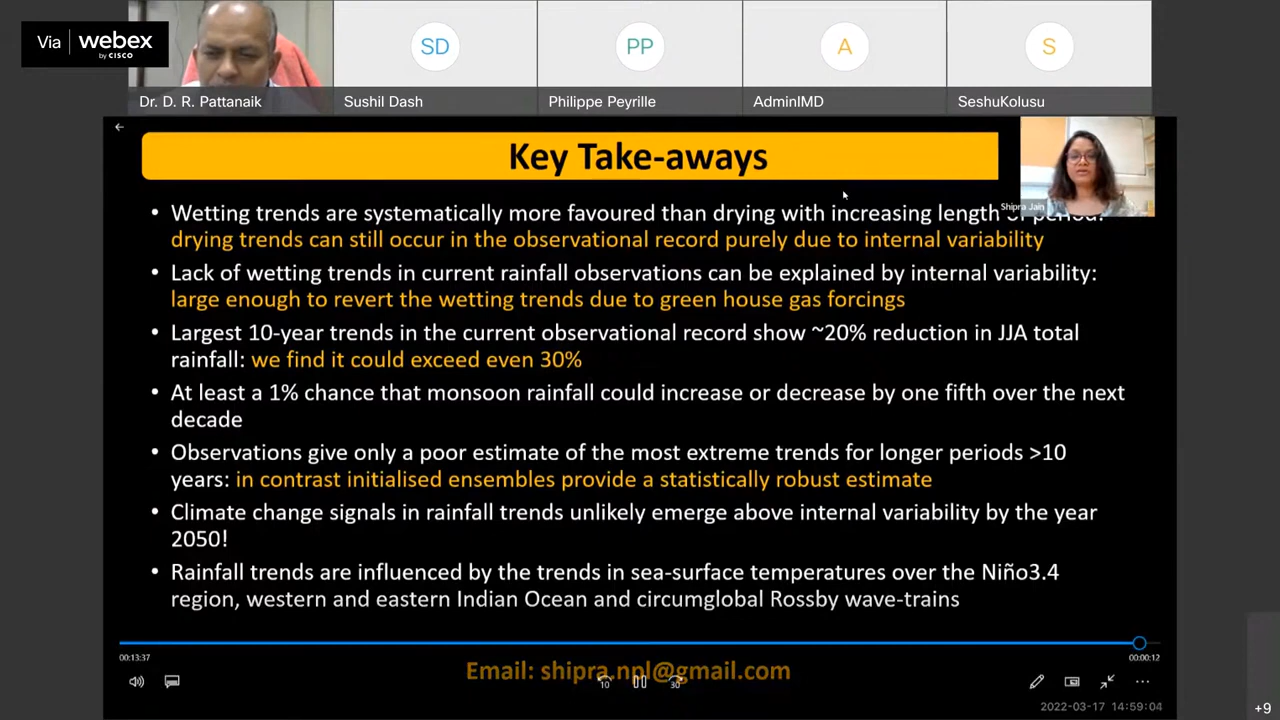 Via webex
by CISCO
SD
PP
A
S
Dr. D. R. Pattanaik
Sushil Dash
Philippe Peyrille
AdminIMD
SeshuKolusu
Key Take-aways
Shipra Jain
• Wetting trends are systematically more favoured than drying with increasing length of period:
drying trends can still occur in the observational record purely due to internal variability
• Lack of wetting trends in current rainfall observations can be explained by internal variability:
large enough to revert the wetting trends due to green house gas forcings
• Largest 10-year trends in the current observational record show ~20% reduction in JJA total
rainfall: we find it could exceed even 30%
• At least a 1% chance that monsoon rainfall could increase or decrease by one fifth over the next
decade
• Observations give only a poor estimate of the most extreme trends for longer periods >10
years: in contrast initialised ensembles provide a statistically robust estimate
• Climate change signals in rainfall trends unlikely emerge above internal variability by the year
2050!
• Rainfall trends are influenced by the trends in sea-surface temperatures over the Niño3.4
region, western and eastern Indian Ocean and circumglobal Rossby wave-trains
00:13:37
00:00:12
Email: shipra.npl@gmail.com
10
30
2022-03-17 14:59:04
+9